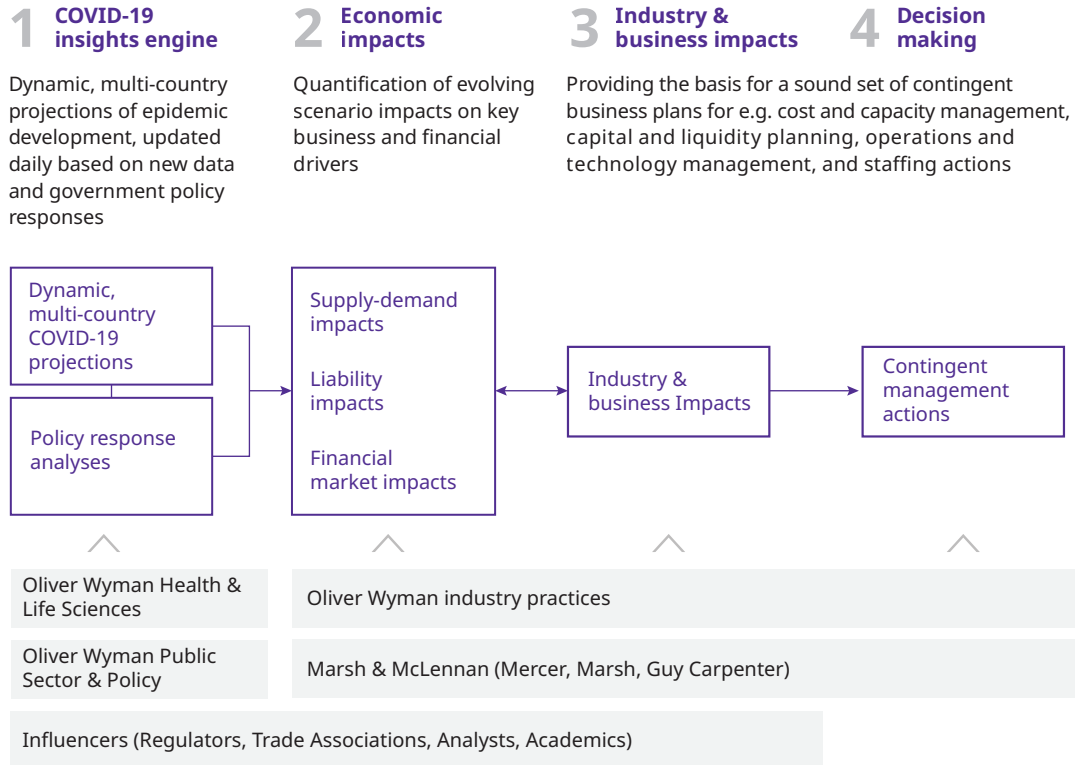 1 COVID-19
insights engine
Dynamic, multi-country
projections of epidemic
development, updated
daily based on new data
and government policy
responses
2 Economic
impacts
Quantification of evolving
scenario impacts on key
business and financial
drivers
3 Industry &
business impacts
4 Decision
making
Providing the basis for a sound set of contingent
business plans for e.g. cost and capacity management,
capital and liquidity planning, operations and
technology management, and staffing actions
Dynamic,
multi-country
COVID-19
projections
Policy response
analyses
Supply-demand
impacts
Liability
impacts
Financial
market impacts
Industry &
business Impacts
Contingent
management
actions
Oliver Wyman Health &
Life Sciences
Oliver Wyman industry practices
Oliver Wyman Public
Sector & Policy
Marsh & McLennan (Mercer, Marsh, Guy Carpenter)
Influencers (Regulators, Trade Associations, Analysts, Academics)